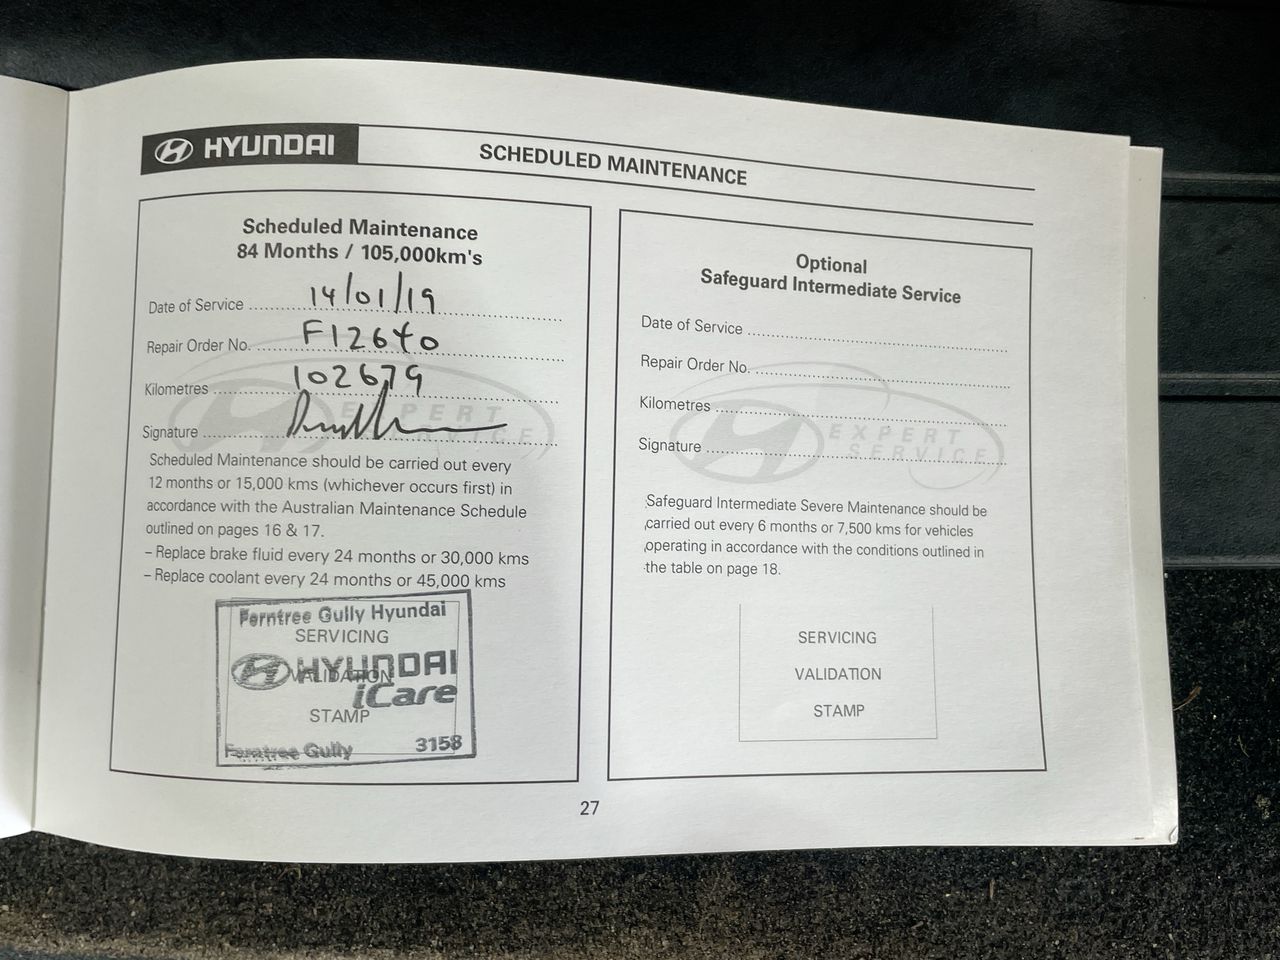 HYUNDAI
SCHEDULED MAINTENANCE
Scheduled Maintenance
84 Months / 105,000km's
Date of Service 14/01/19
Repair Order No. F12640
Kilometres 102679
Signature
EXPERT
SERVICE
Scheduled Maintenance should be carried out every
12 months or 15,000 kms (whichever occurs first) in
accordance with the Australian Maintenance Schedule
outlined on pages 16 & 17.
– Replace brake fluid every 24 months or 30,000 kms
– Replace coolant every 24 months or 45,000 kms
Ferntree Gully Hyundai
SERVICING
HYUNDAI
VALIDATION
iCare
STAMP
Ferntree Gully 3158
Optional
Safeguard Intermediate Service
Date of Service
Repair Order No.
Kilometres
Signature
EXPERT
SERVICE
Safeguard Intermediate Severe Maintenance should be
carried out every 6 months or 7,500 kms for vehicles
operating in accordance with the conditions outlined in
the table on page 18.
SERVICING
VALIDATION
STAMP
27